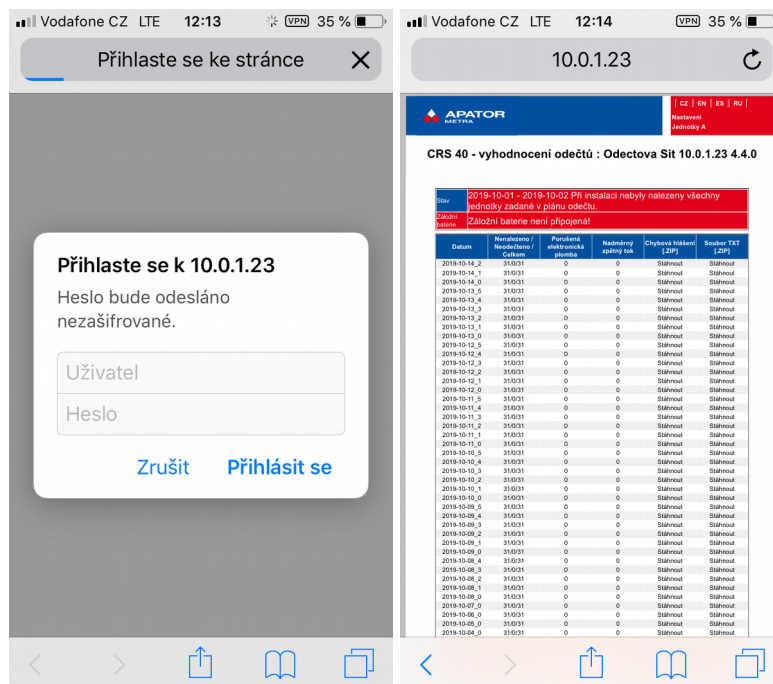 Vodafone CZ LTE 12:13 VPN 35 %
Přihlaste se ke stránce
Přihlaste se k 10.0.1.23
Heslo bude odesláno
nezašifrované.
Uživatel
Heslo
Zrušit Přihlásit se
Vodafone CZ LTE 12:14 VPN 35 %
10.0.1.23
APATOR
METRA
| CZ | EN | ES | RU |
Nastavení
Jednotky A
CRS 40 - vyhodnocení odečtů : Odectova Sit 10.0.1.23 4.4.0
Stav
2019-10-01 - 2019-10-02 Při instalaci nebyly nalezeny všechny
jednotky zadané v plánu odečtu.
Záložní
baterie
Záložní baterie není připojená!
Datum
Nenalezeno /
Neodečteno /
Celkem
Porušená
elektronická
plomba
Nadměrný
zpětný tok
Chybová hlášení
[.ZIP]
Soubor TXT
[.ZIP]
2019-10-14_2 31/0/31 0 0 Stáhnout Stáhnout
2019-10-14_1 31/0/31 0 0 Stáhnout Stáhnout
2019-10-14_0 31/0/31 0 0 Stáhnout Stáhnout
2019-10-13_5 31/0/31 0 0 Stáhnout Stáhnout
2019-10-13_4 31/0/31 0 0 Stáhnout Stáhnout
2019-10-13_3 31/0/31 0 0 Stáhnout Stáhnout
2019-10-13_2 31/0/31 0 0 Stáhnout Stáhnout
2019-10-13_1 31/0/31 0 0 Stáhnout Stáhnout
2019-10-13_0 31/0/31 0 0 Stáhnout Stáhnout
2019-10-12_5 31/0/31 0 0 Stáhnout Stáhnout
2019-10-12_4 31/0/31 0 0 Stáhnout Stáhnout
2019-10-12_3 31/0/31 0 0 Stáhnout Stáhnout
2019-10-12_2 31/0/31 0 0 Stáhnout Stáhnout
2019-10-12_1 31/0/31 0 0 Stáhnout Stáhnout
2019-10-12_0 31/0/31 0 0 Stáhnout Stáhnout
2019-10-11_5 31/0/31 0 0 Stáhnout Stáhnout
2019-10-11_4 31/0/31 0 0 Stáhnout Stáhnout
2019-10-11_3 31/0/31 0 0 Stáhnout Stáhnout
2019-10-11_2 31/0/31 0 0 Stáhnout Stáhnout
2019-10-11_1 31/0/31 0 0 Stáhnout Stáhnout
2019-10-11_0 31/0/31 0 0 Stáhnout Stáhnout
2019-10-10_5 31/0/31 0 0 Stáhnout Stáhnout
2019-10-10_4 31/0/31 0 0 Stáhnout Stáhnout
2019-10-10_3 31/0/31 0 0 Stáhnout Stáhnout
2019-10-10_2 31/0/31 0 0 Stáhnout Stáhnout
2019-10-10_1 31/0/31 0 0 Stáhnout Stáhnout
2019-10-10_0 31/0/31 0 0 Stáhnout Stáhnout
2019-10-09_5 31/0/31 0 0 Stáhnout Stáhnout
2019-10-09_4 31/0/31 0 0 Stáhnout Stáhnout
2019-10-09_3 31/0/31 0 0 Stáhnout Stáhnout
2019-10-09_2 31/0/31 0 0 Stáhnout Stáhnout
2019-10-09_1 31/0/31 0 0 Stáhnout Stáhnout
2019-10-09_0 31/0/31 0 0 Stáhnout Stáhnout
2019-10-08_4 31/0/31 0 0 Stáhnout Stáhnout
2019-10-08_3 31/0/31 0 0 Stáhnout Stáhnout
2019-10-08_2 31/0/31 0 0 Stáhnout Stáhnout
2019-10-08_1 31/0/31 0 0 Stáhnout Stáhnout
2019-10-08_0 31/0/31 0 0 Stáhnout Stáhnout
2019-10-07_0 31/0/31 0 0 Stáhnout Stáhnout
2019-10-06_0 31/0/31 0 0 Stáhnout Stáhnout
2019-10-05_0 31/0/31 0 0 Stáhnout Stáhnout
2019-10-04_0 31/0/31 0 0 Stáhnout Stáhnout